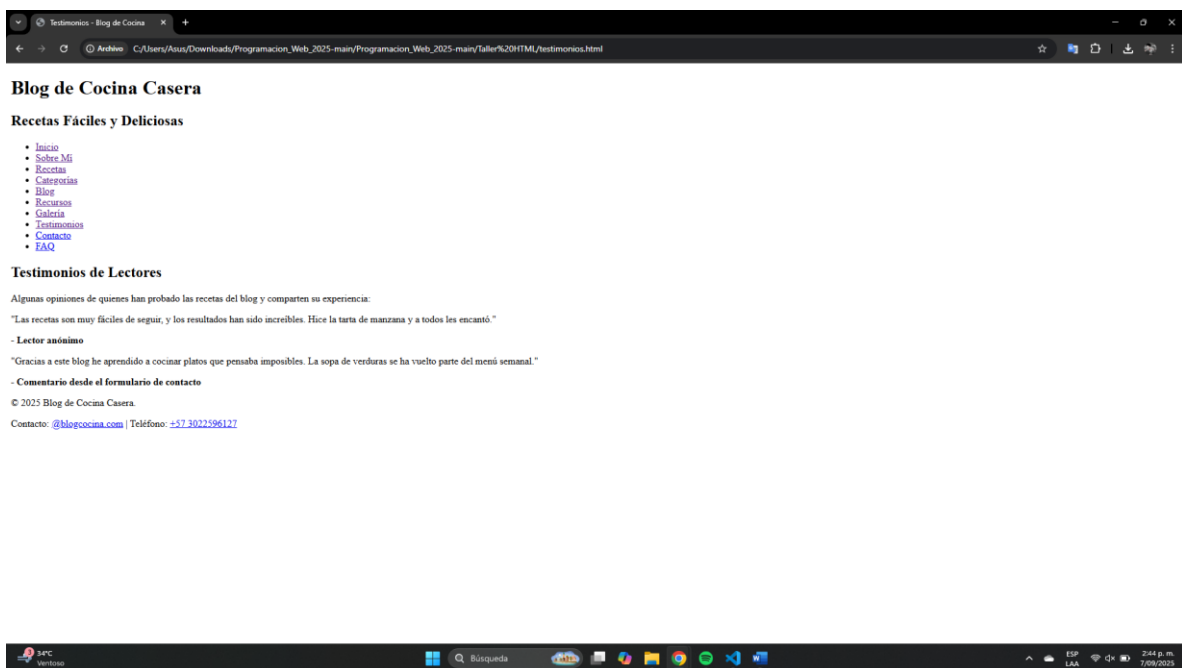 Testimonios - Blog de Cocina
Archivo C:/Users/Asus/Downloads/Programacion_Web_2025-main/Programacion_Web_2025-main/Taller%20HTML/testimonios.html
Blog de Cocina Casera
Recetas Fáciles y Deliciosas
Inicio
Sobre Mí
Recetas
Categorías
Blog
Recursos
Galería
Testimonios
Contacto
FAQ
Testimonios de Lectores
Algunas opiniones de quienes han probado las recetas del blog y comparten su experiencia:
"Las recetas son muy fáciles de seguir, y los resultados han sido increíbles. Hice la tarta de manzana y a todos les encantó."
- Lector anónimo
"Gracias a este blog he aprendido a cocinar platos que pensaba imposibles. La sopa de verduras se ha vuelto parte del menú semanal."
- Comentario desde el formulario de contacto
© 2025 Blog de Cocina Casera.
Contacto: @blogcocina.com | Teléfono: +57 3022596127
3
34°C
Ventoso
Búsqueda
ESP
LAA
2:44 p. m.
7/09/2025